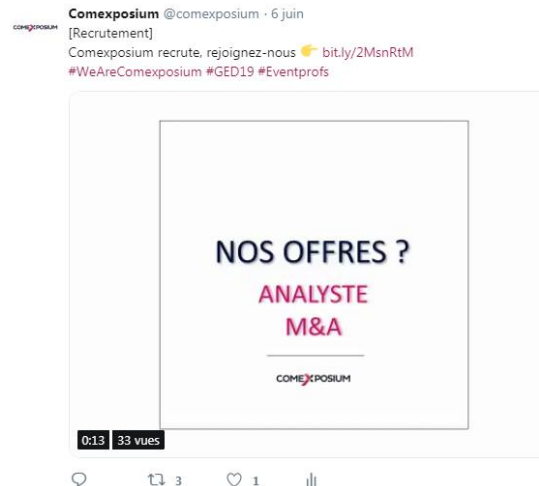 COMEXPOSIUM
Comexposium @comexposium · 6 juin
[Recrutement]
Comexposium recrute, rejoignez-nous 👉 bit.ly/2MsnRtM
#WeAreComexposium #GED19 #Eventprofs
NOS OFFRES ?
ANALYSTE
M&A
COMEXPOSIUM
0:13 33 vues
3 1